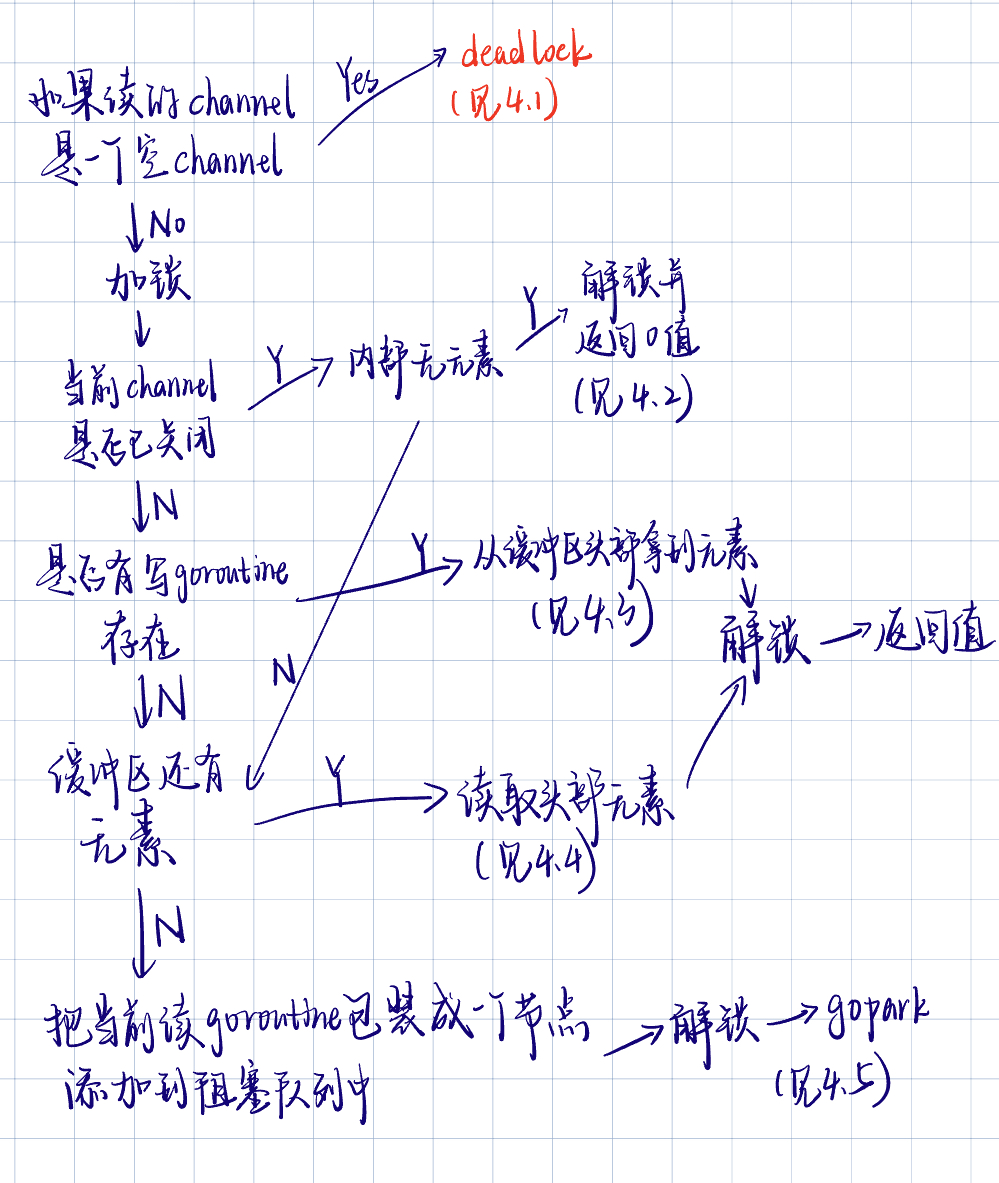 如果读的channel
是一个空channel
Yes
deadlock
(见4.1)
No
加锁
当前channel
是否已关闭
Y
内部无元素
Y
解锁并
返回0值
(见4.2)
N
是否有写goroutine
存在
Y
从缓冲区头部拿到元素
(见4.3)
解锁
返回值
N
N
缓冲区还有
元素
Y
读取头部元素
(见4.4)
N
把当前读goroutine包装成一个节点
添加到阻塞队列中
解锁
gopark
(见4.5)